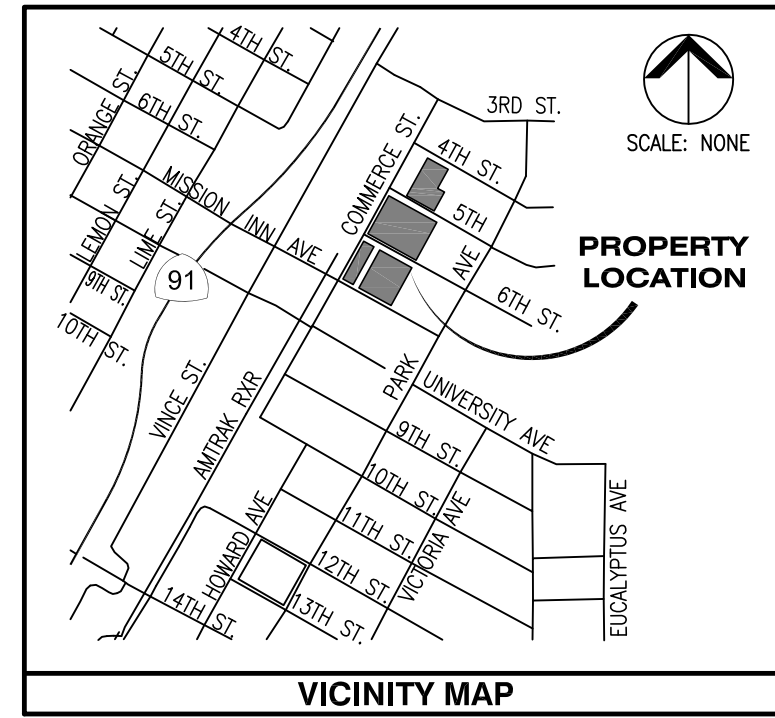 4TH ST.
5TH ST.
ORANGE ST.
6TH ST.
3RD ST.
SCALE: NONE
COMMERCE ST.
4TH ST.
MISSION INN AVE
5TH
LEMON ST.
LIME ST.
AVE
PROPERTY
LOCATION
9TH ST.
91
6TH ST.
10TH ST.
VINCE ST.
AMTRAK RXR
PARK
UNIVERSITY AVE
9TH ST.
10TH ST.
HOWARD AVE
11TH ST.
VICTORIA AVE
EUCALYPTUS AVE
12TH ST.
14TH ST.
13TH ST.
VICINITY MAP